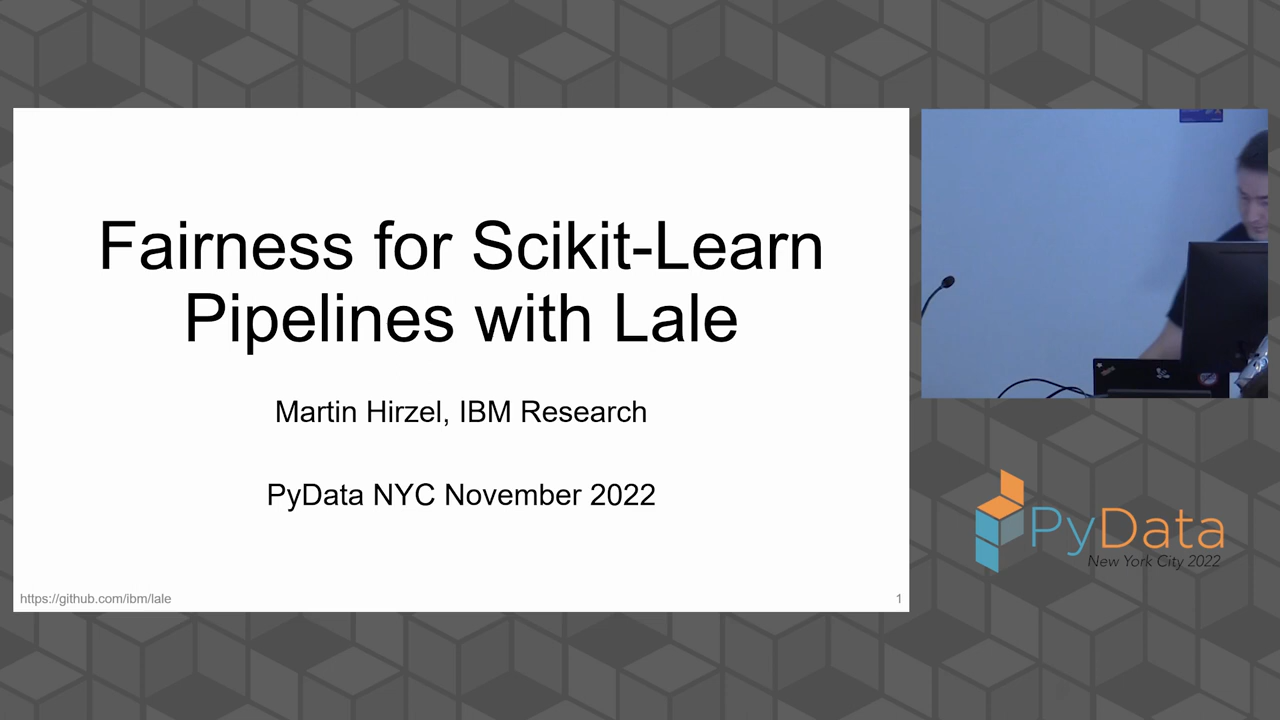 Fairness for Scikit-Learn
Pipelines with Lale
Martin Hirzel, IBM Research
PyData NYC November 2022
https://github.com/ibm/lale
1
PyData
New York City 2022